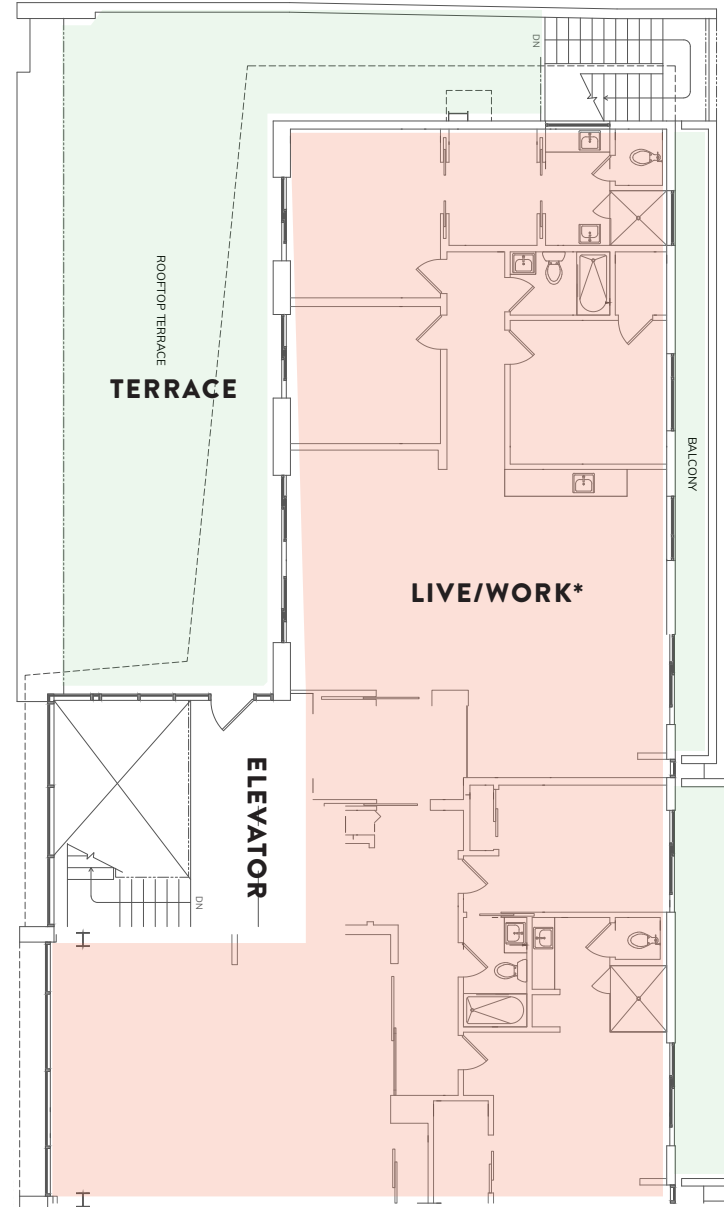 DN
ROOFTOP TERRACE
TERRACE
BALCONY
LIVE/WORK*
ELEVATOR
DN